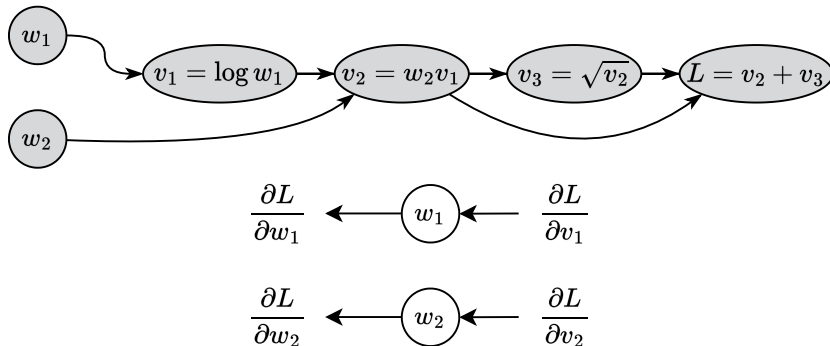 w₁
v₁ = log w₁ v₂ = w₂v₁ v₃ = √v₂ L = v₂ + v₃
w₂
∂L/∂w₁ w₁ ∂L/∂v₁
∂L/∂w₂ w₂ ∂L/∂v₂